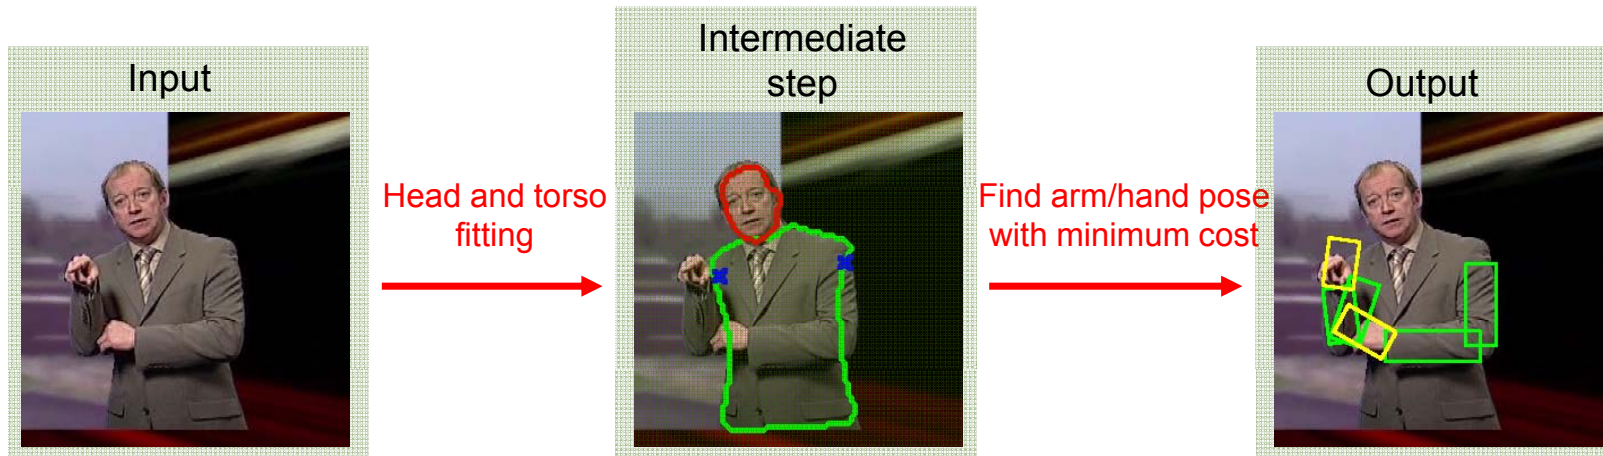 Input
Head and torso
fitting
Intermediate
step
Find arm/hand pose
with minimum cost
Output